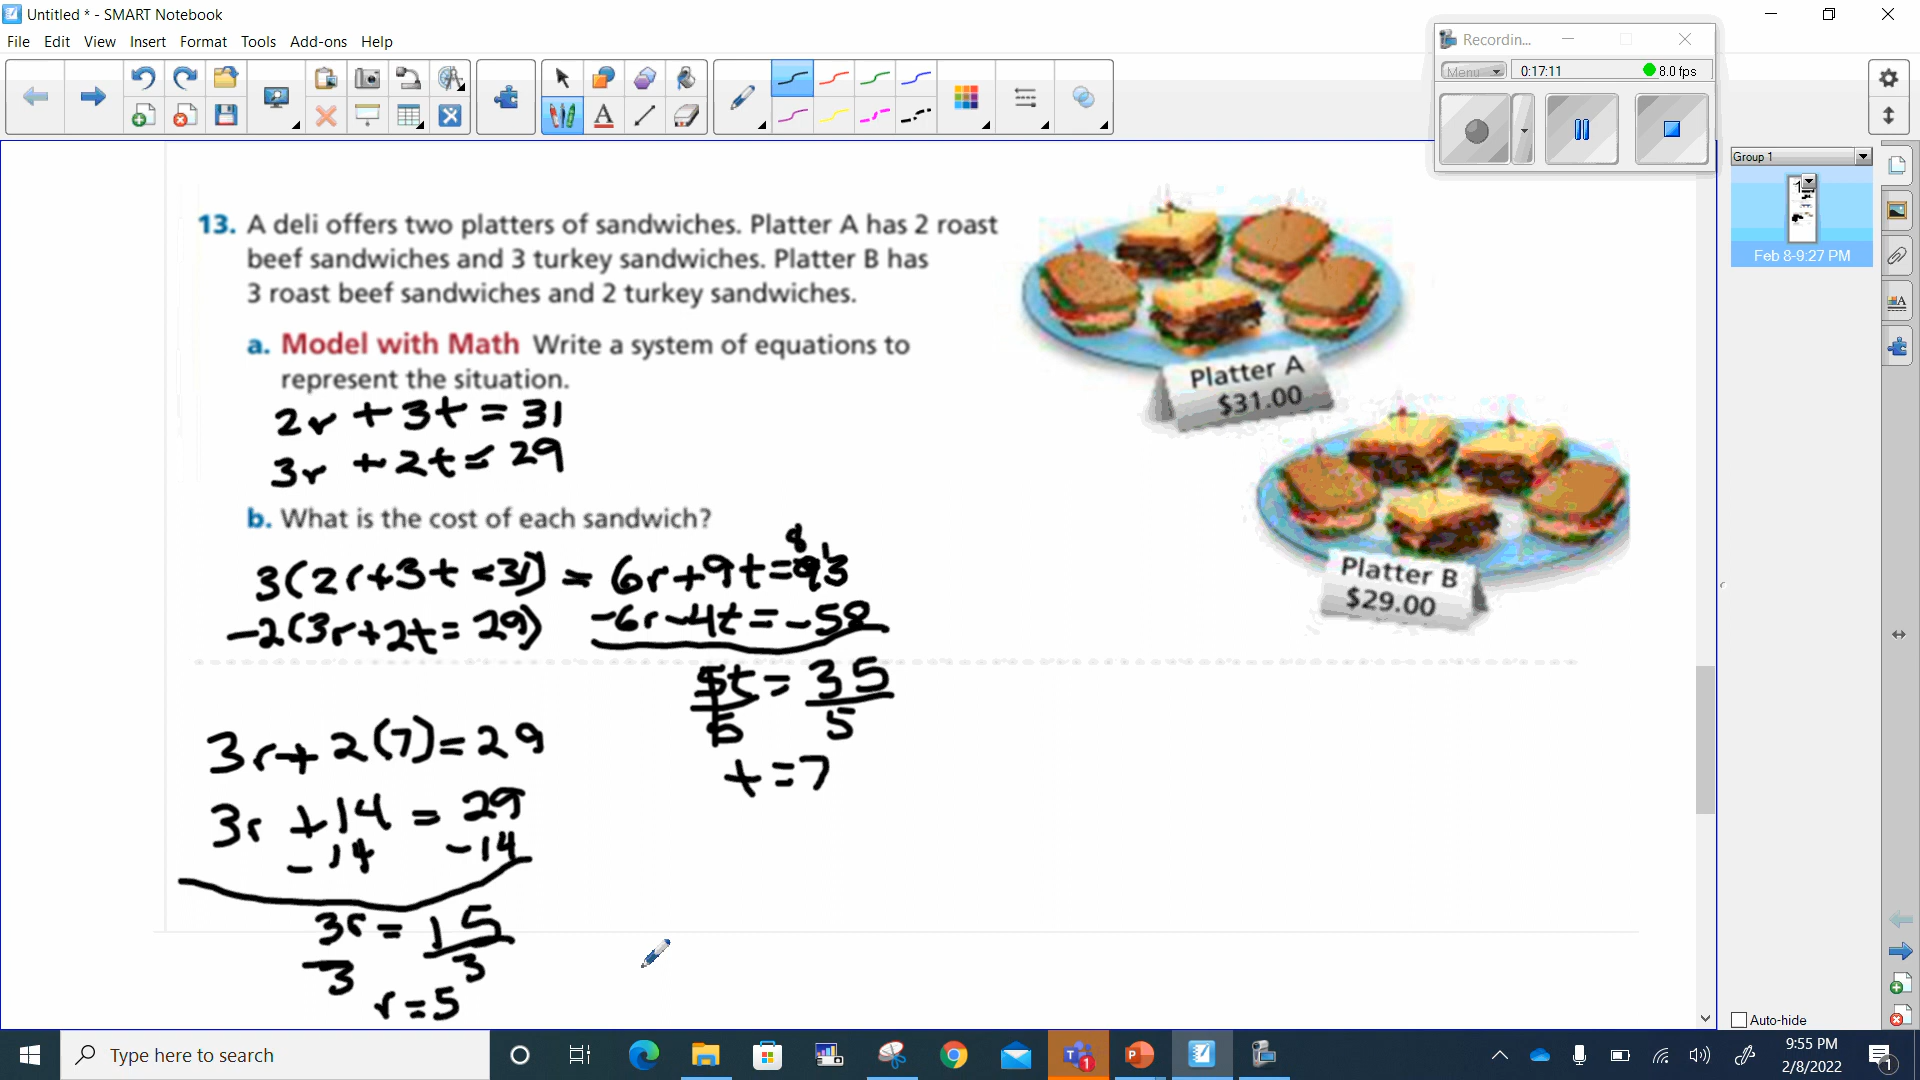 Untitled * - SMART Notebook
File Edit View Insert Format Tools Add-ons Help
Recordin...
Menu 0:17:11 8.0 fps
Group 1
Feb 8-9:27 PM
13. A deli offers two platters of sandwiches. Platter A has 2 roast
beef sandwiches and 3 turkey sandwiches. Platter B has
3 roast beef sandwiches and 2 turkey sandwiches.
a. Model with Math Write a system of equations to
represent the situation.
2r + 3t = 31
3r + 2t = 29
b. What is the cost of each sandwich?
Platter A
$31.00
Platter B
$29.00
8 1
3(2r+3t=31) = 6r+9t=93
-2(3r+2t=29) -6r-4t=-58
5t = 35
5 5
t = 7
3r+2(7)=29
3r +14 = 29
-14 -14
3r = 15
3 3
r = 5
Auto-hide
Type here to search
1
9:55 PM
2/8/2022
1